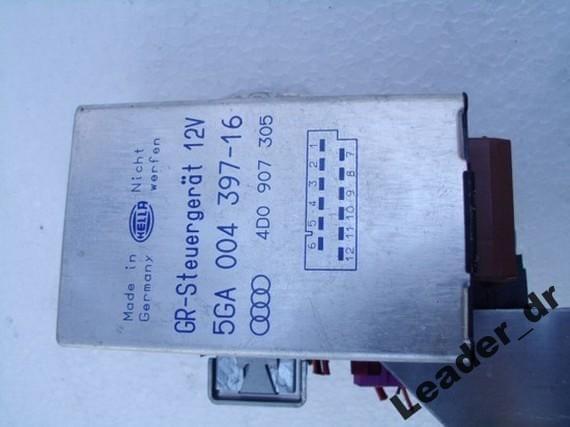 Made in
Germany
HELLA
Nicht
werfen
GR-Steuergerät 12V
5GA 004 397-16
4D0 907 305
1 2 3 4 5 6
7 8 9 10 11 12
Leader_dr